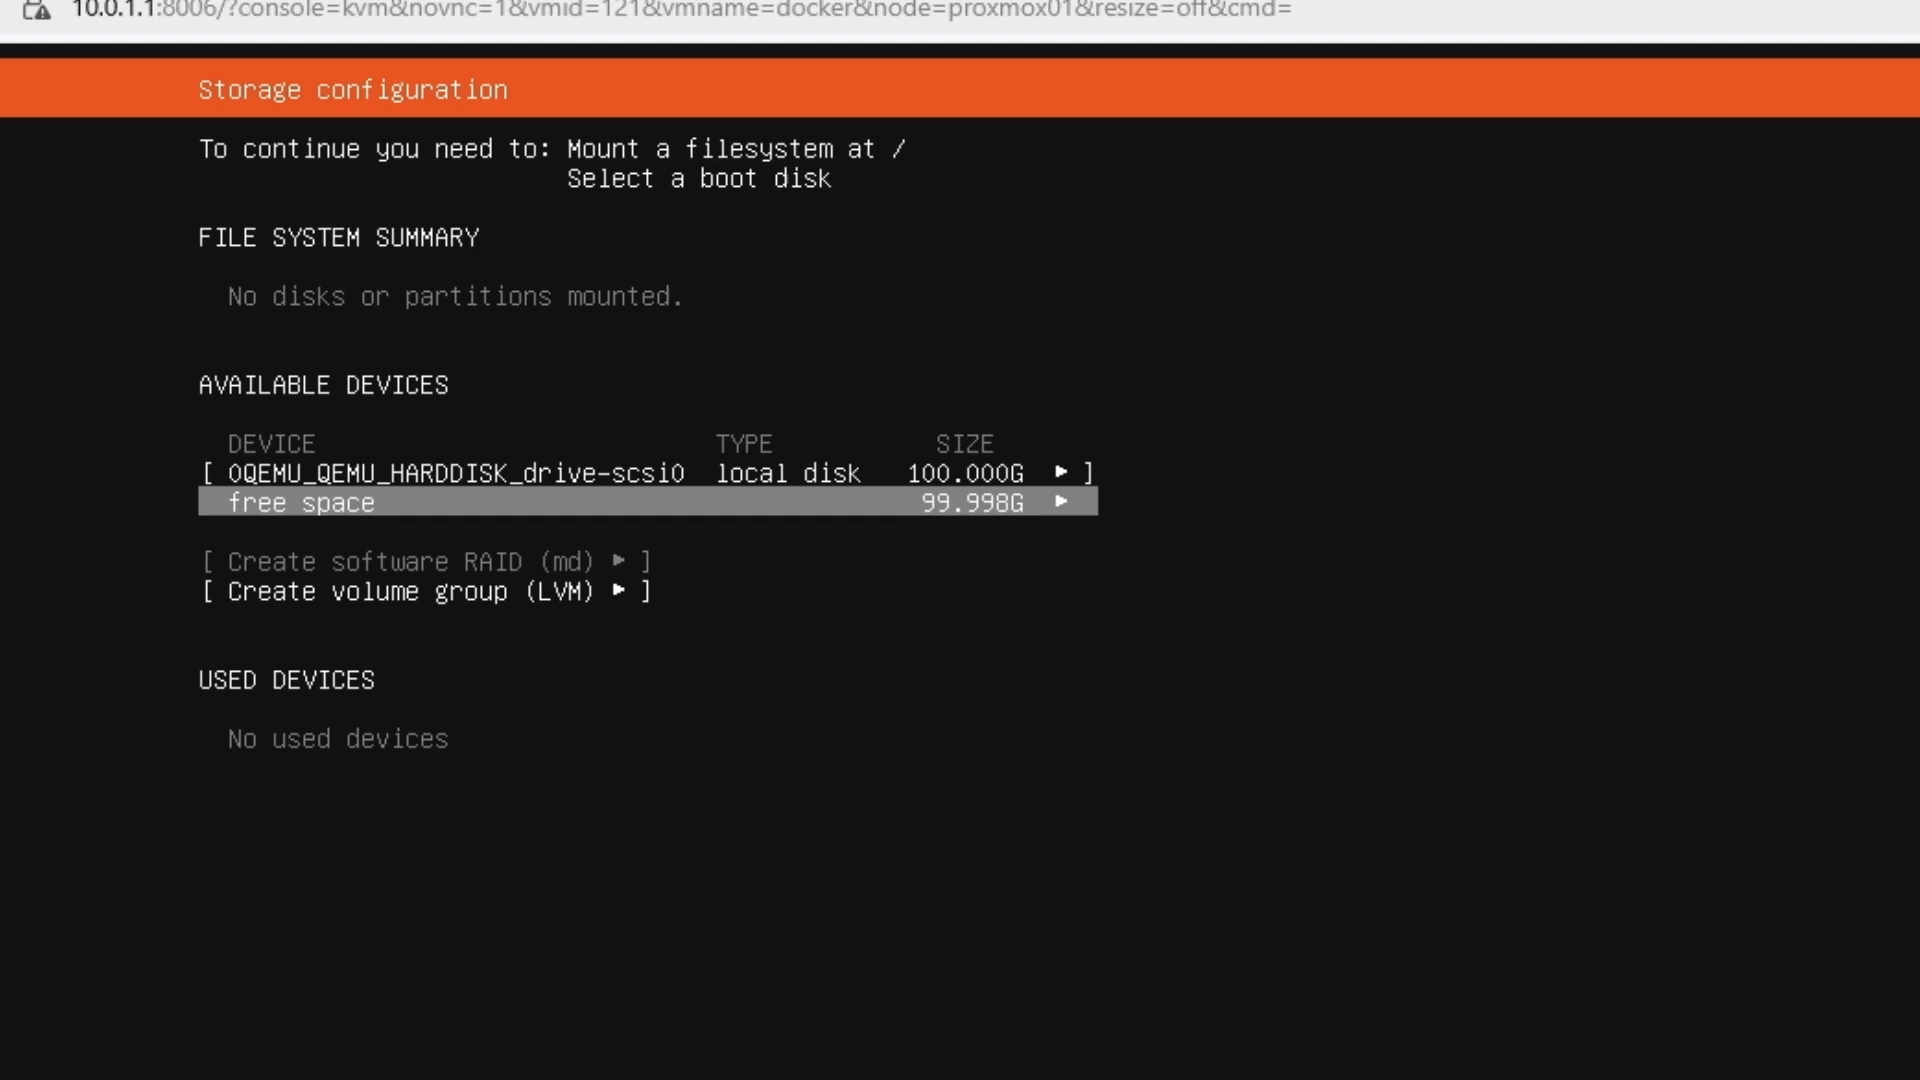 10.0.1.1:8006/?console=kvm&novnc=1&vmid=121&vmname=docker&node=proxmox01&resize=off&cmd=
Storage configuration
To continue you need to: Mount a filesystem at /
Select a boot disk
FILE SYSTEM SUMMARY
No disks or partitions mounted.
AVAILABLE DEVICES
DEVICE TYPE SIZE
[ 0QEMU_QEMU_HARDDISK_drive-scsi0 local disk 100.000G ▸ ]
free space 99.998G ▸
[ Create software RAID (md) ▸ ]
[ Create volume group (LVM) ▸ ]
USED DEVICES
No used devices